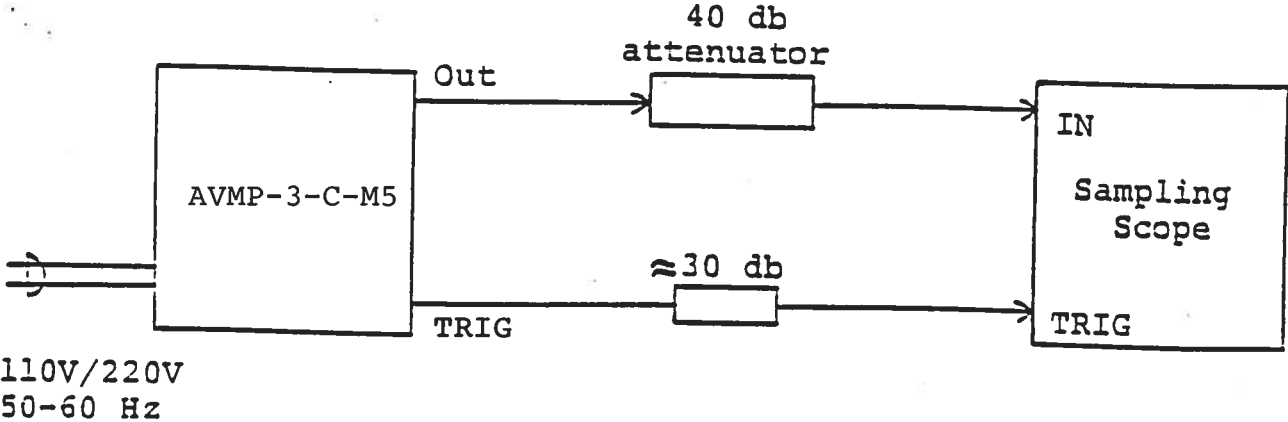 40 db
attenuator
Out
IN
AVMP-3-C-M5
Sampling
Scope
≈30 db
TRIG
TRIG
110V/220V
50-60 Hz